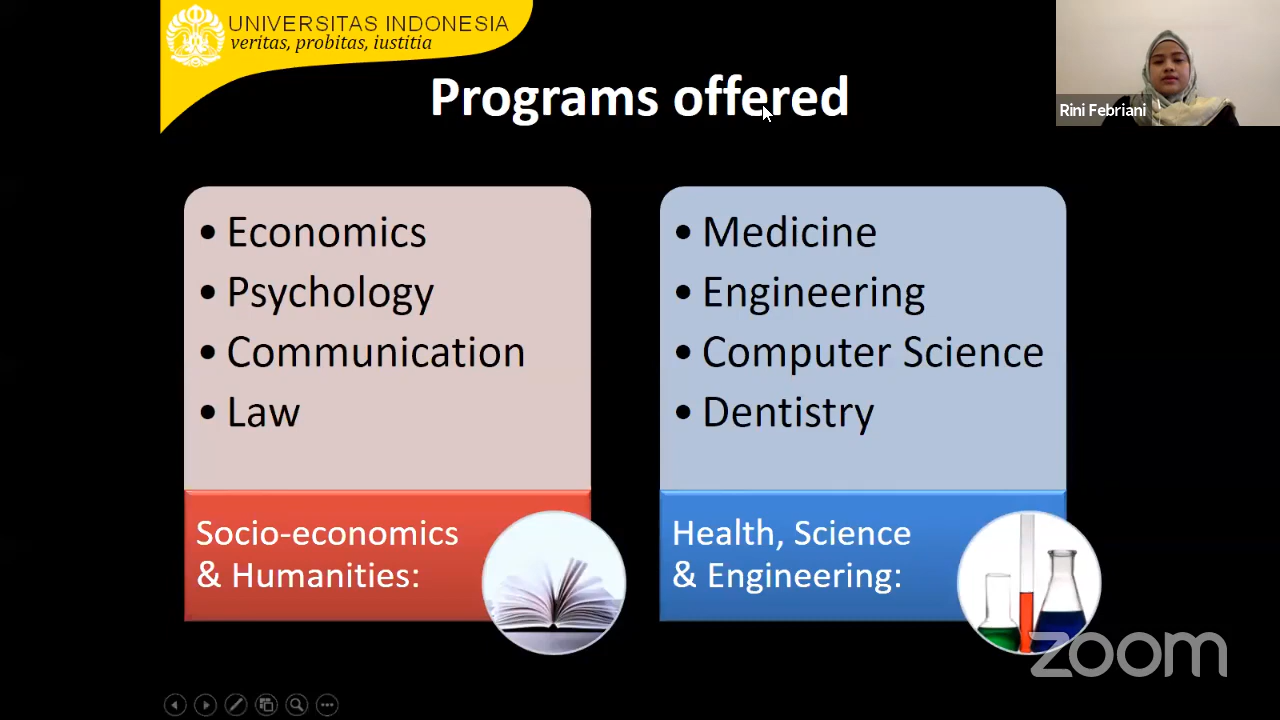 UNIVERSITAS INDONESIA
veritas, probitas, iustitia
Programs offered
Rini Febriani
• Economics
• Psychology
• Communication
• Law
Socio-economics
& Humanities:
• Medicine
• Engineering
• Computer Science
• Dentistry
Health, Science
& Engineering:
zoom